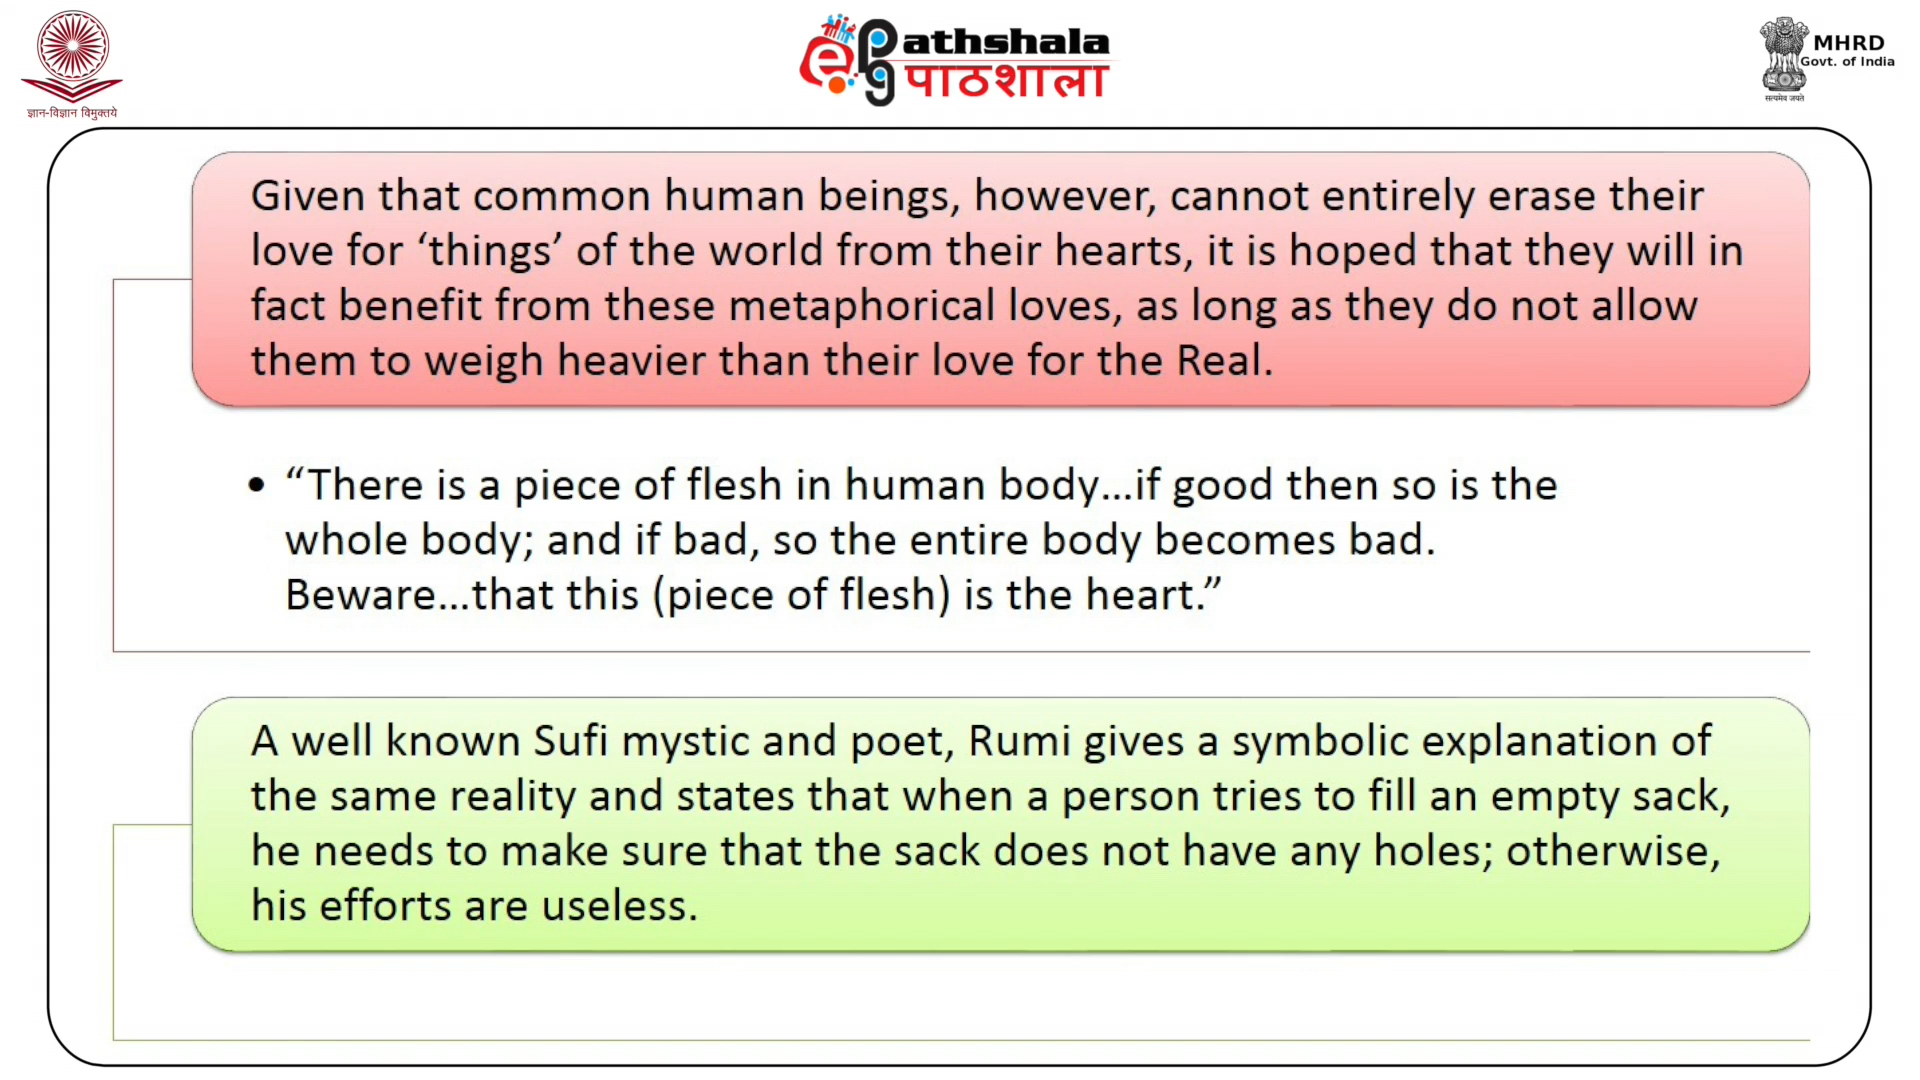 ज्ञान-विज्ञान विमुक्तये
e
pg
athshala
पाठशाला
MHRD
Govt. of India
सत्यमेव जयते
Given that common human beings, however, cannot entirely erase their
love for ‘things’ of the world from their hearts, it is hoped that they will in
fact benefit from these metaphorical loves, as long as they do not allow
them to weigh heavier than their love for the Real.
• “There is a piece of flesh in human body...if good then so is the
whole body; and if bad, so the entire body becomes bad.
Beware...that this (piece of flesh) is the heart.”
A well known Sufi mystic and poet, Rumi gives a symbolic explanation of
the same reality and states that when a person tries to fill an empty sack,
he needs to make sure that the sack does not have any holes; otherwise,
his efforts are useless.